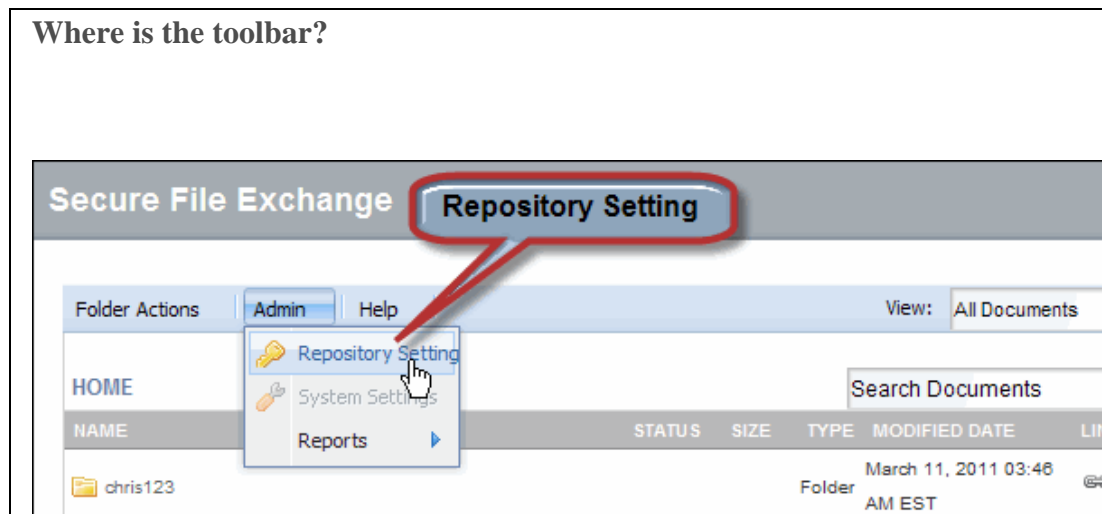 Where is the toolbar?
Secure File Exchange
Repository Setting
Folder Actions Admin Help View: All Documents
Repository Setting
HOME System Settings Search Documents
NAME STATUS SIZE TYPE MODIFIED DATE
Reports
chris123 Folder March 11, 2011 03:46
AM EST